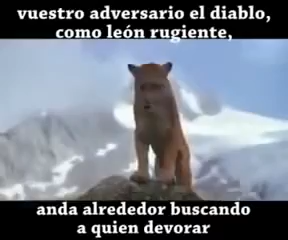 vuestro adversario el diablo,
como león rugiente,
anda alrededor buscando
a quien devorar